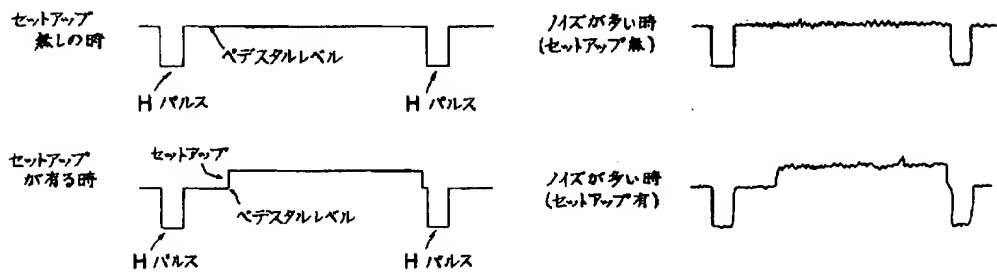 セットアップ
無しの時
ペデスタルレベル
Hパルス
Hパルス
ノイズが多い時
(セットアップ無)
セットアップ
が有る時
セットアップ
ペデスタルレベル
Hパルス
Hパルス
ノイズが多い時
(セットアップ有)